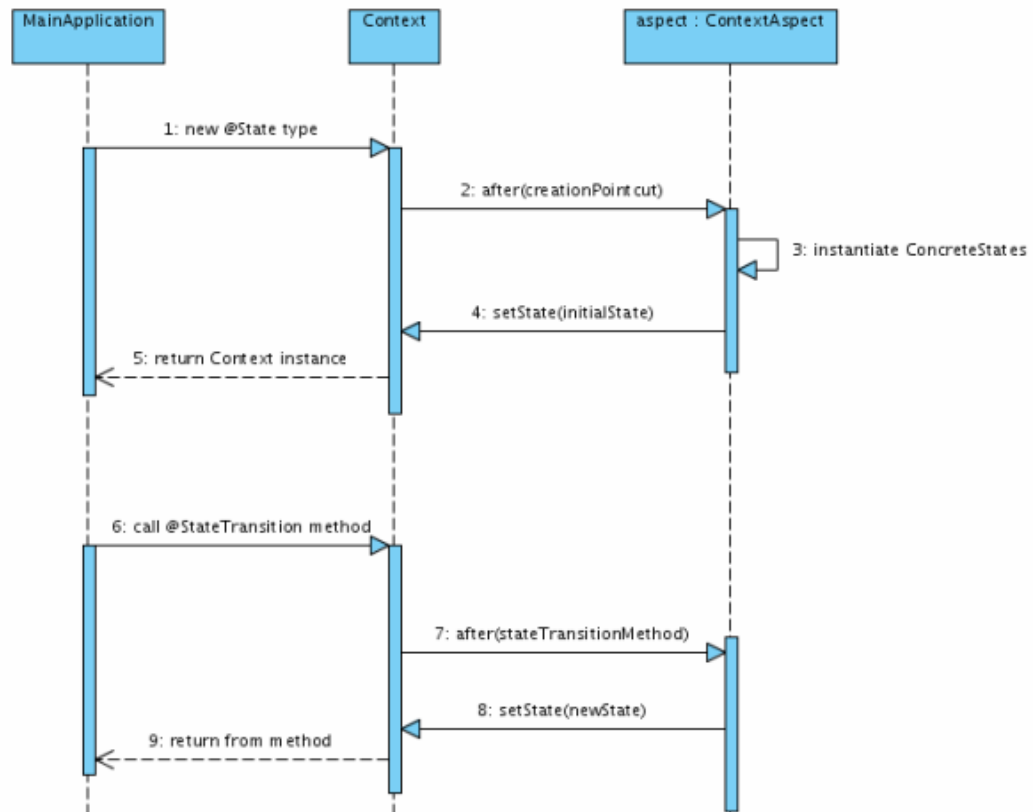 MainApplication
Context
aspect : ContextAspect
1: new @State type
2: after(creationPointcut)
3: instantiate ConcreteStates
4: setState(initialState)
5: return Context instance
6: call @StateTransition method
7: after(stateTransitionMethod)
8: setState(newState)
9: return from method